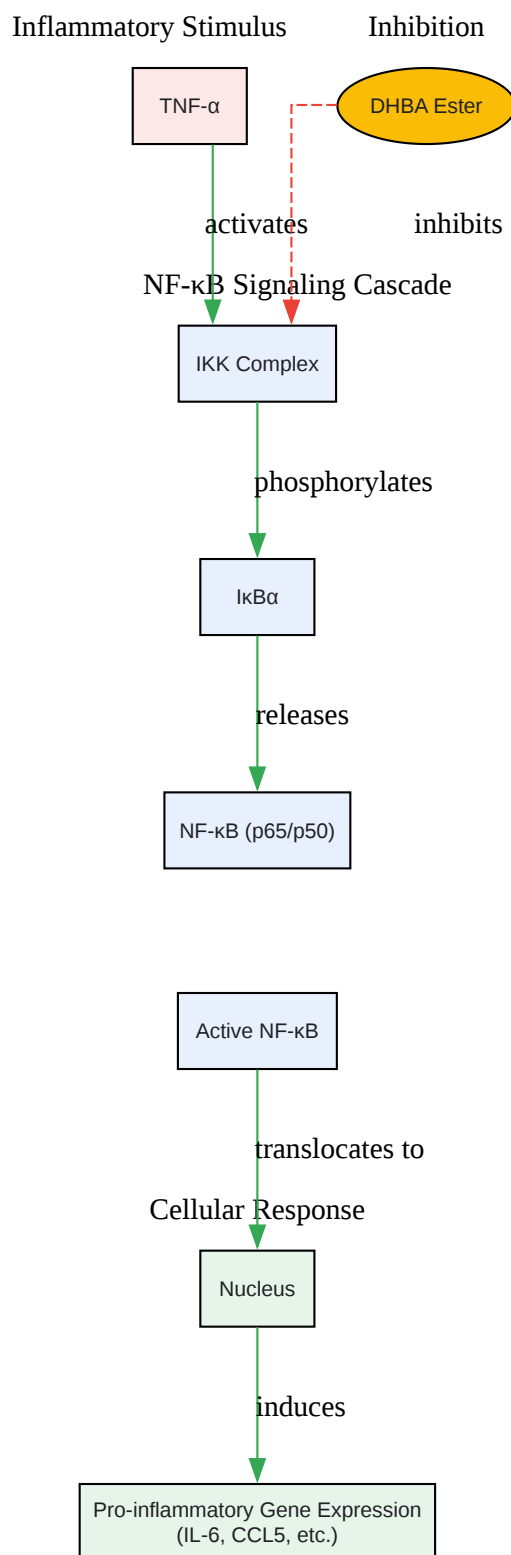 Inflammatory Stimulus
Inhibition
TNF-α
DHBA Ester
activates
inhibits
NF-κB Signaling Cascade
IKK Complex
phosphorylates
IκBα
releases
NF-κB (p65/p50)
Active NF-κB
translocates to
Cellular Response
Nucleus
induces
Pro-inflammatory Gene Expression
(IL-6, CCL5, etc.)